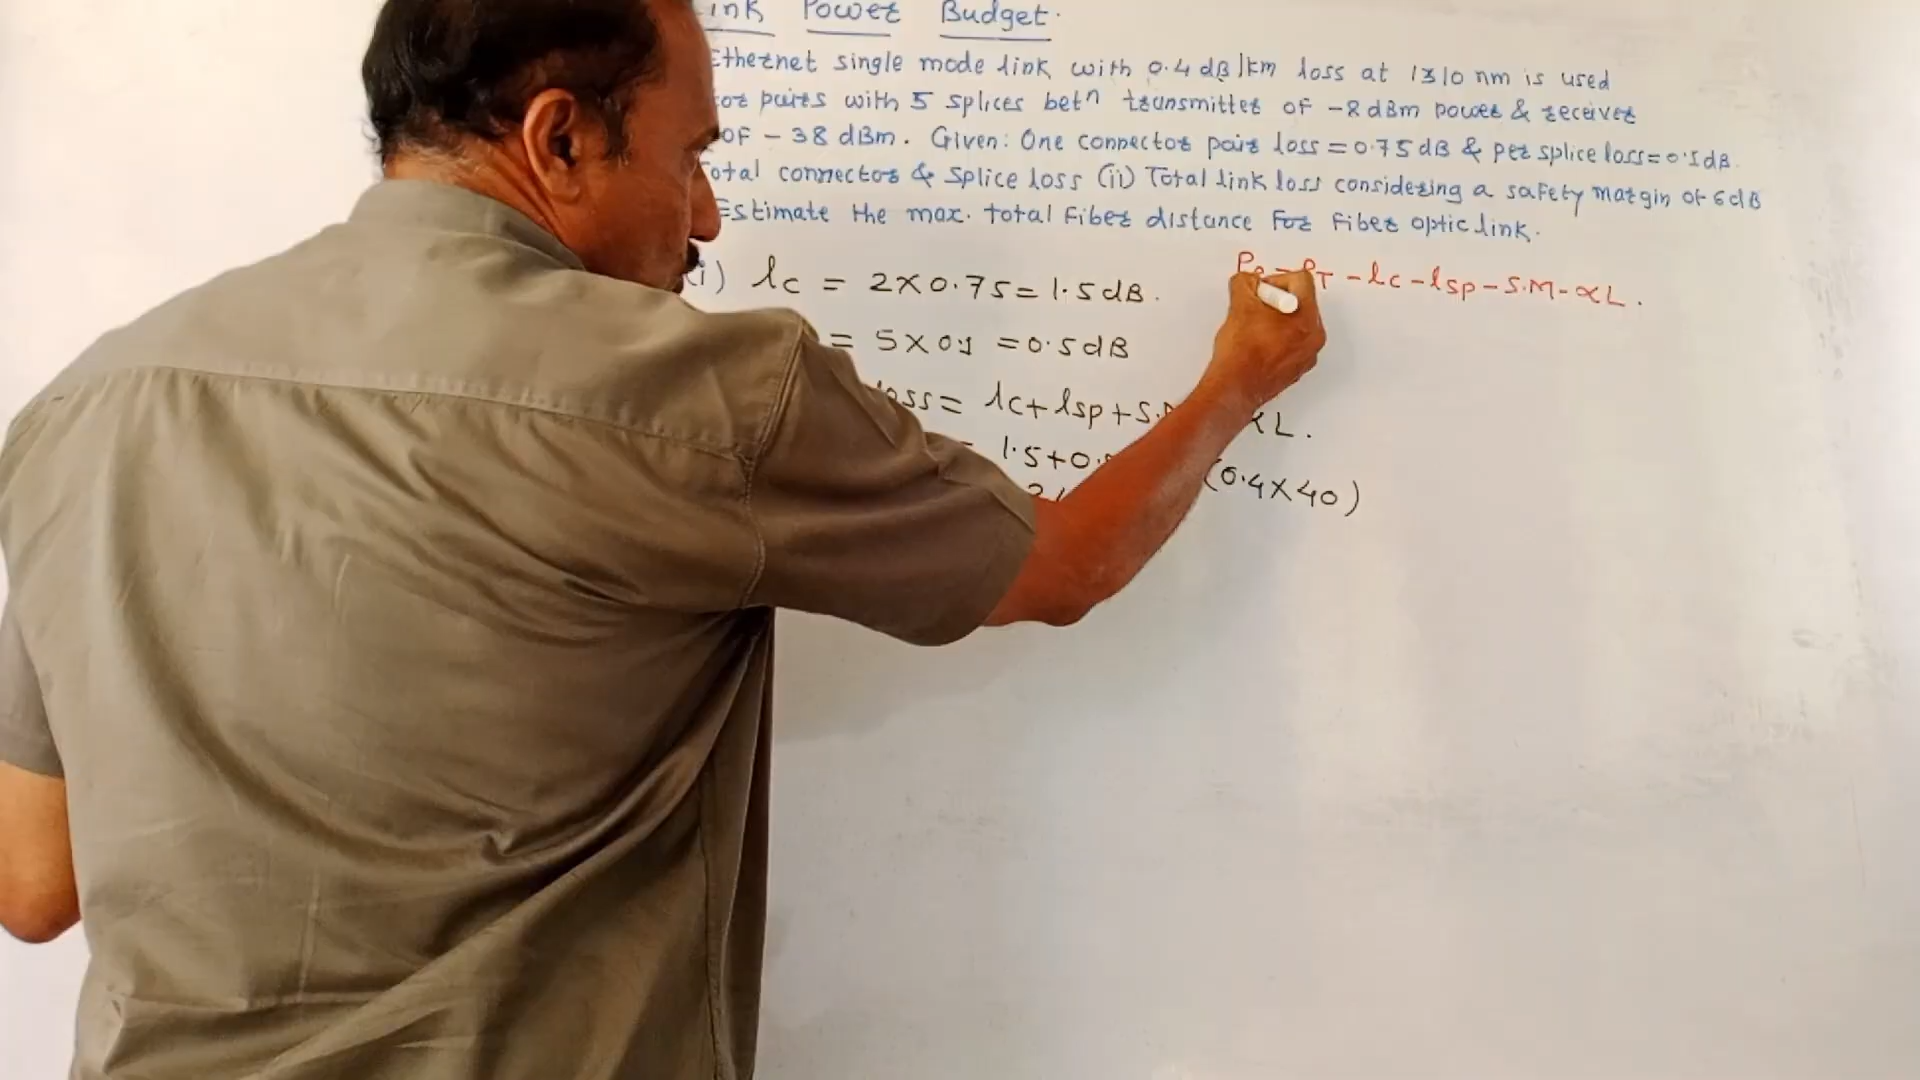 ink Power Budget.
Ethernet single mode link with 0.4 dB/km loss at 1310 nm is used
tor pairs with 5 splices betn transmitter of -8 dBm power & receiver
of - 38 dBm. Given: One connector pair loss = 0.75 dB & per splice loss = 0.1 dB.
otal connector & splice loss (ii) Total link loss considering a safety margin of 6 dB
Estimate the max. total fiber distance for fiber optic link.
(i) lc = 2 X 0.75 = 1.5 dB.
PR = PT - lc - lsp - S.M - αL.
= 5 X 0.1 = 0.5 dB
loss = lc + lsp + S. αL.
= 1.5 + 0. (0.4 X 40)